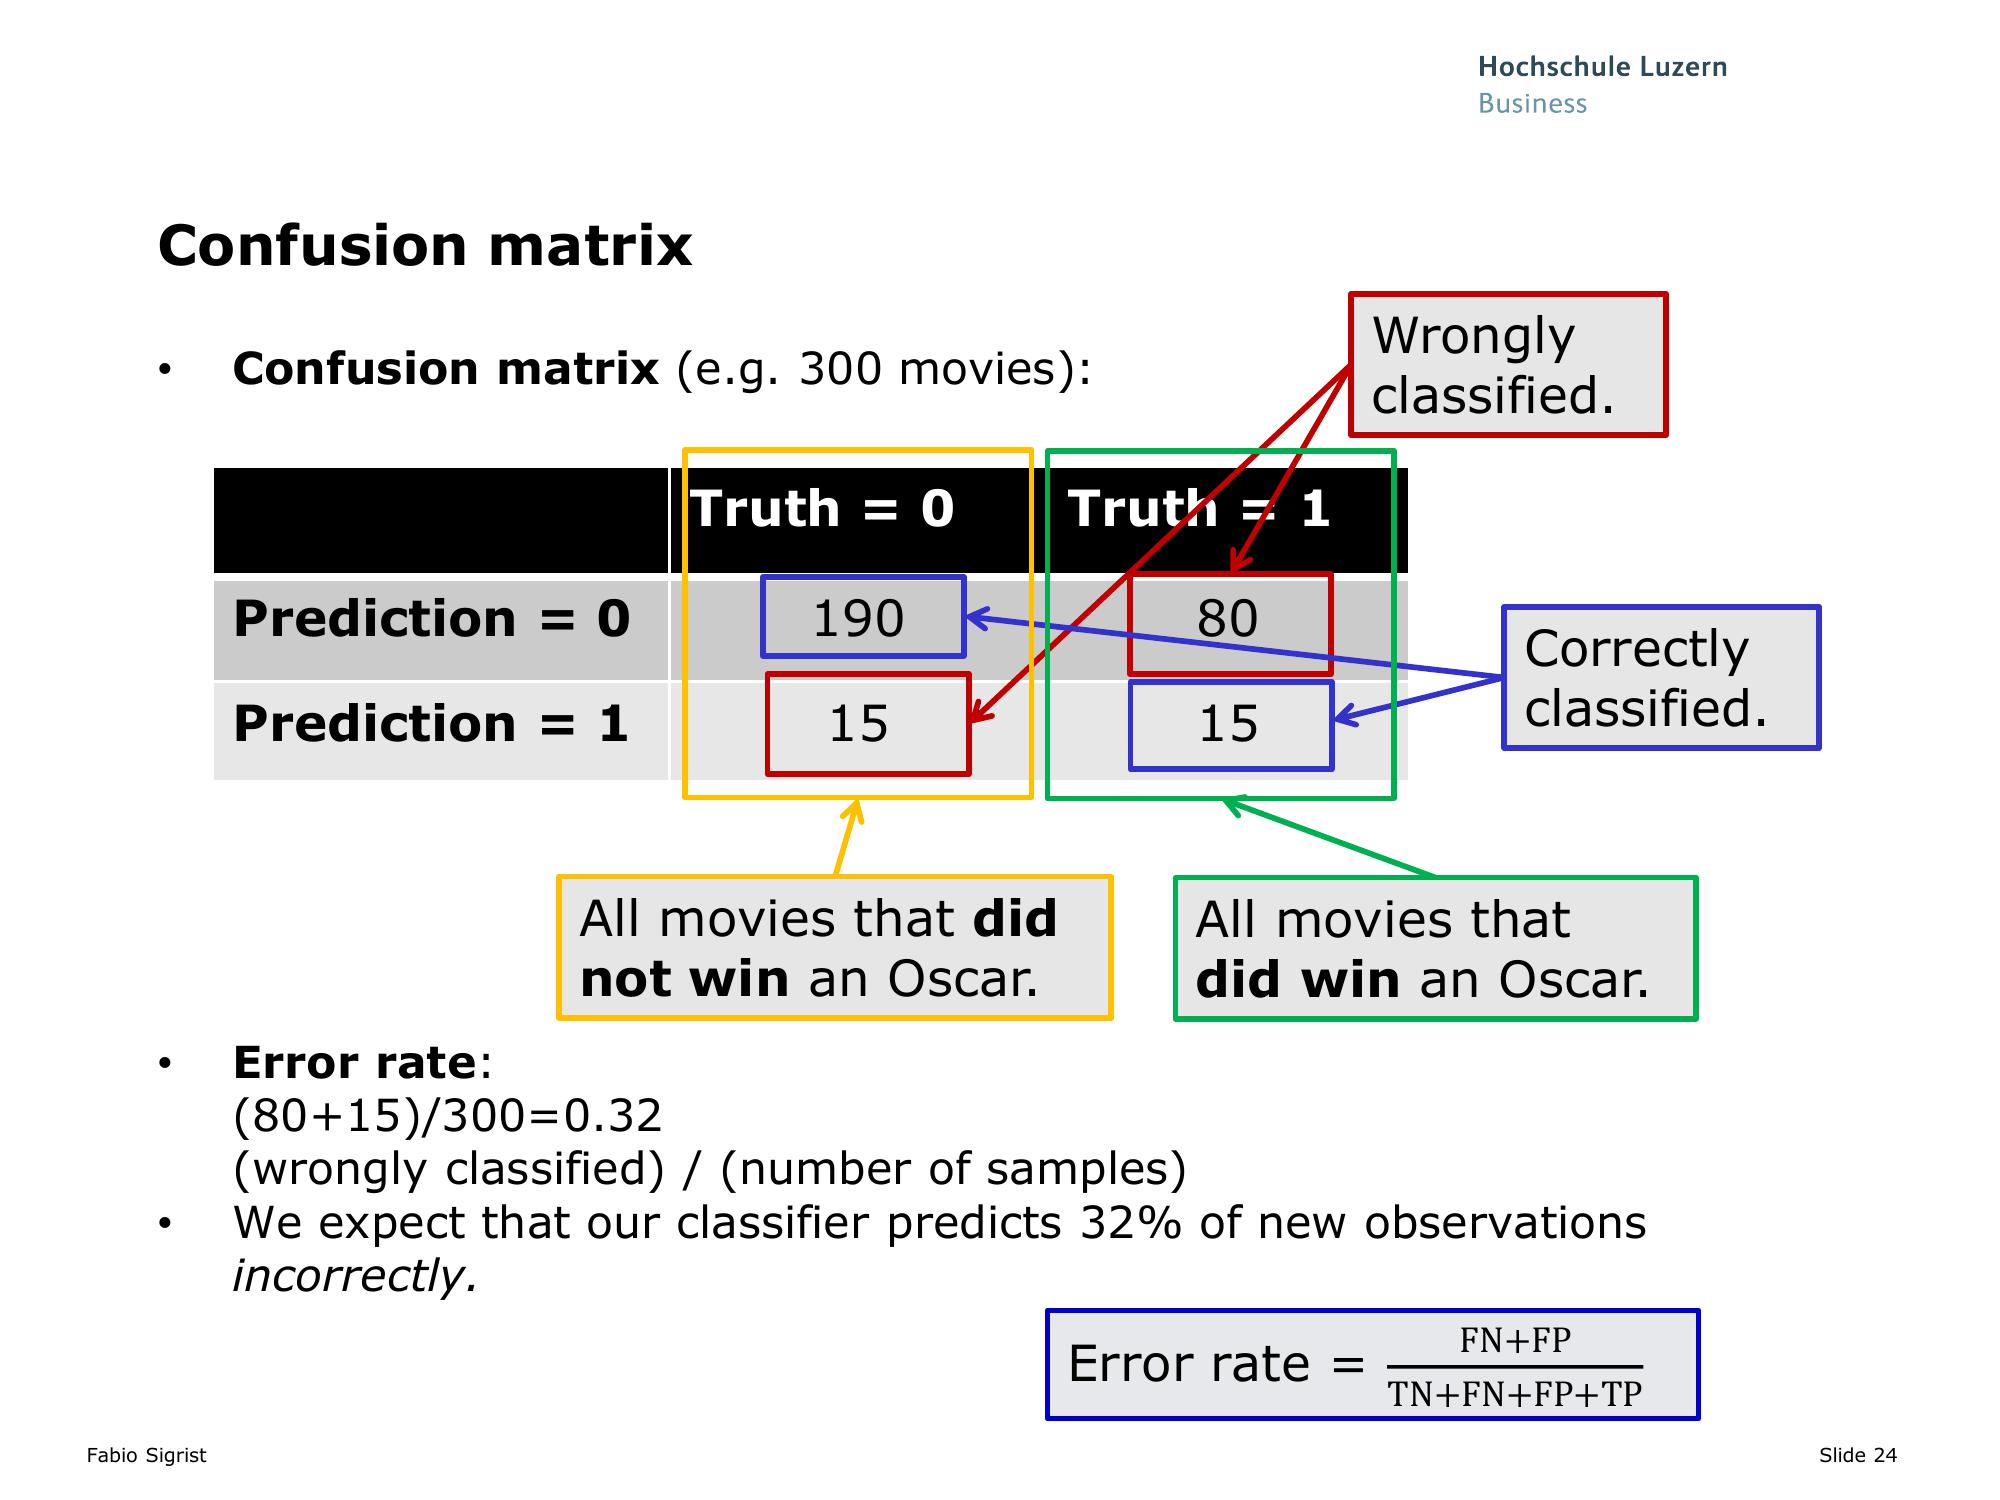 Hochschule Luzern
Business
Confusion matrix
• Confusion matrix (e.g. 300 movies):
Wrongly
classified.
Truth = 0 Truth = 1
Prediction = 0 190 80
Prediction = 1 15 15
Correctly
classified.
All movies that did
not win an Oscar.
All movies that
did win an Oscar.
• Error rate:
(80+15)/300=0.32
(wrongly classified) / (number of samples)
• We expect that our classifier predicts 32% of new observations
incorrectly.
Error rate = FN+FP
TN+FN+FP+TP
Fabio Sigrist
Slide 24